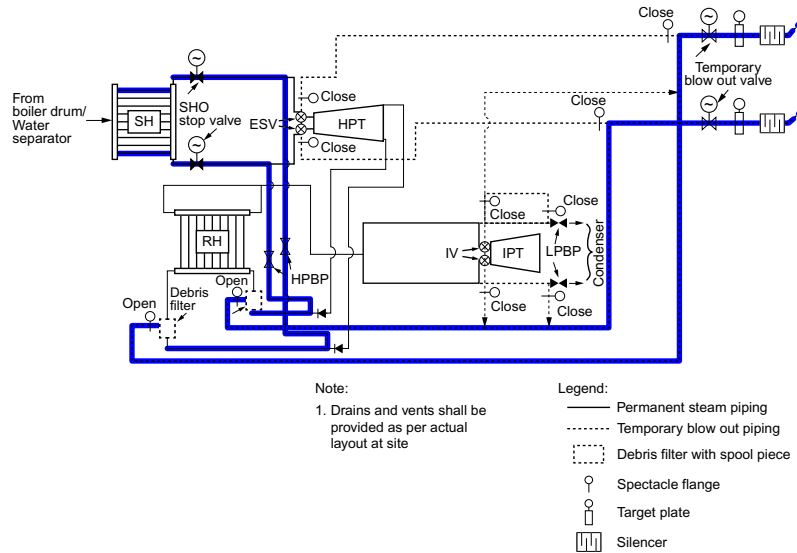 Close
Temporary
blow out valve
From
boiler drum/
Water
separator
SH
SHO
stop valve
~
~
~
~
Close
ESV
HPT
Close
Close
RH
Close
Close
IV
IPT
LPBP
Condenser
HPBP
Open
Open
Debris
filter
Close
Close
Note:
1. Drains and vents shall be
provided as per actual
layout at site
Legend:
Permanent steam piping
Temporary blow out piping
Debris filter with spool piece
Spectacle flange
Target plate
Silencer